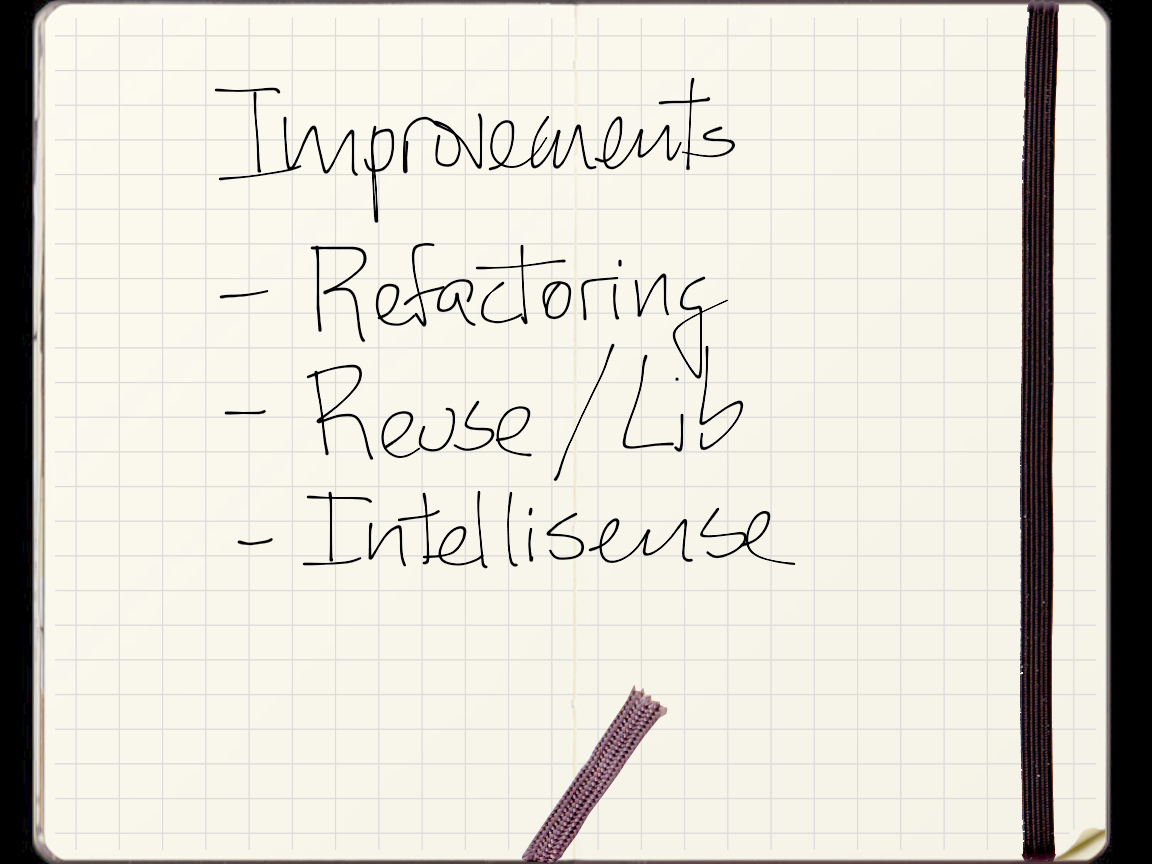 Improvements
- Refactoring
- Reuse / Lib
- Intellisense